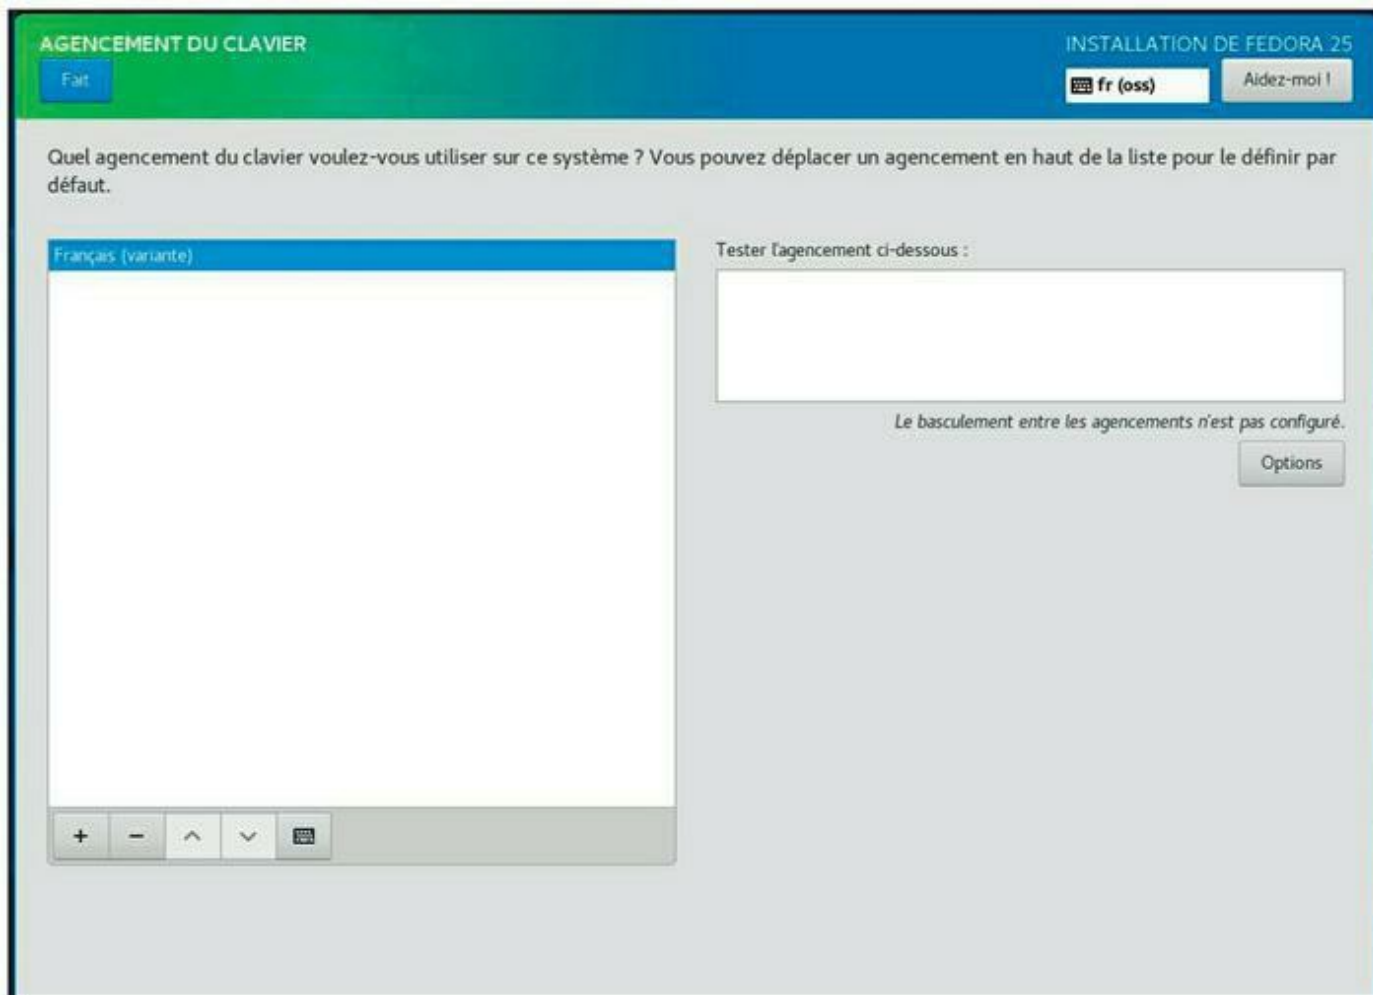 AGENCEMENT DU CLAVIER
INSTALLATION DE FEDORA 25
Fait
fr (oss)
Aidez-moi !
Quel agencement du clavier voulez-vous utiliser sur ce système ? Vous pouvez déplacer un agencement en haut de la liste pour le définir par
défaut.
Français (variante)
Tester l'agencement ci-dessous :
Le basculement entre les agencements n'est pas configuré.
Options